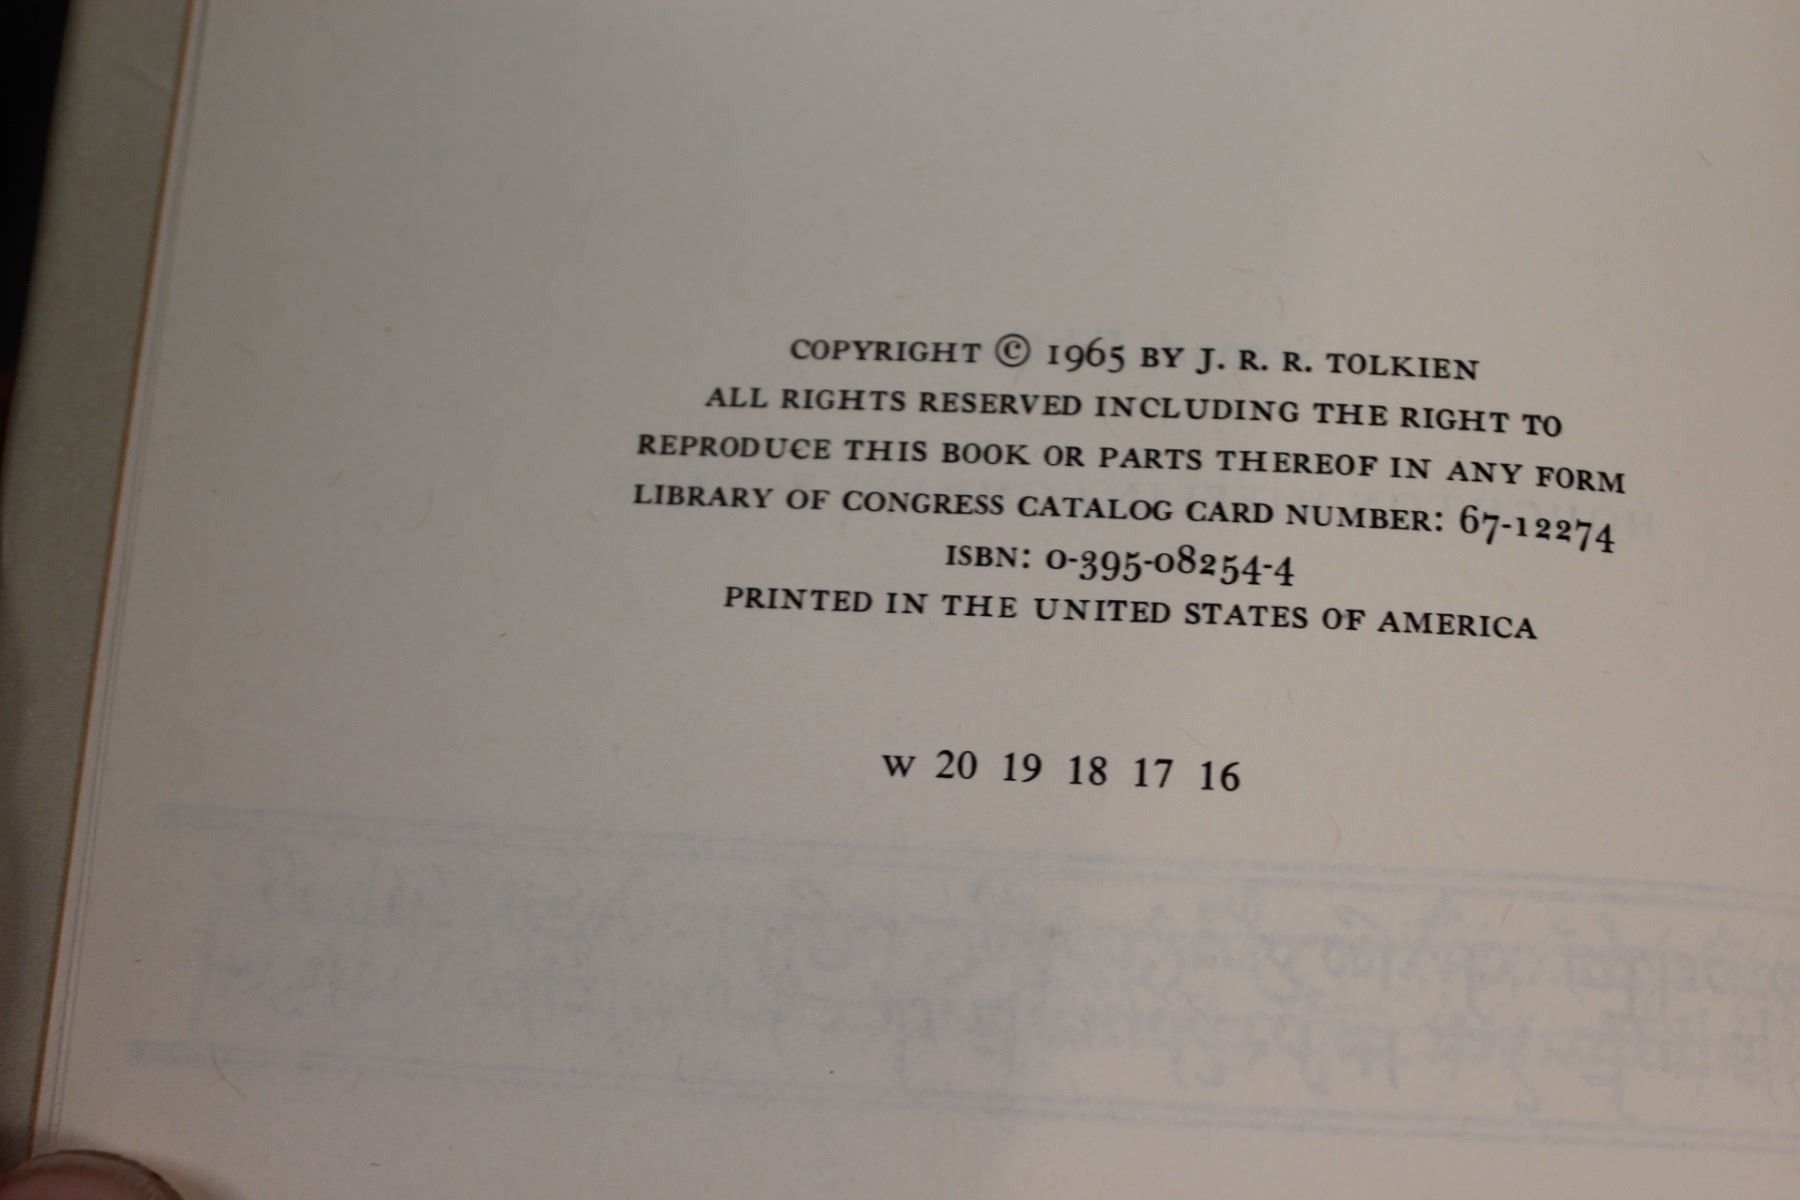 COPYRIGHT © 1965 BY J. R. R. TOLKIEN
ALL RIGHTS RESERVED INCLUDING THE RIGHT TO
REPRODUCE THIS BOOK OR PARTS THEREOF IN ANY FORM
LIBRARY OF CONGRESS CATALOG CARD NUMBER: 67-12274
ISBN: 0-395-08254-4
PRINTED IN THE UNITED STATES OF AMERICA
W 20 19 18 17 16